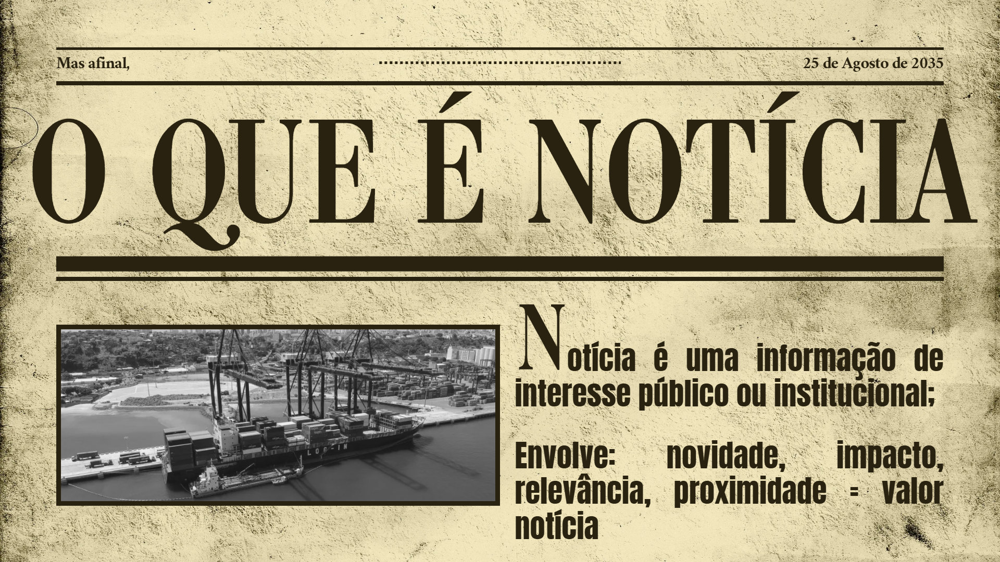 Mas afinal,
25 de Agosto de 2035
O QUE É NOTÍCIA
LOG-IN
Notícia é uma informação de
interesse público ou institucional;
Envolve: novidade, impacto,
relevância, proximidade = valor
notícia